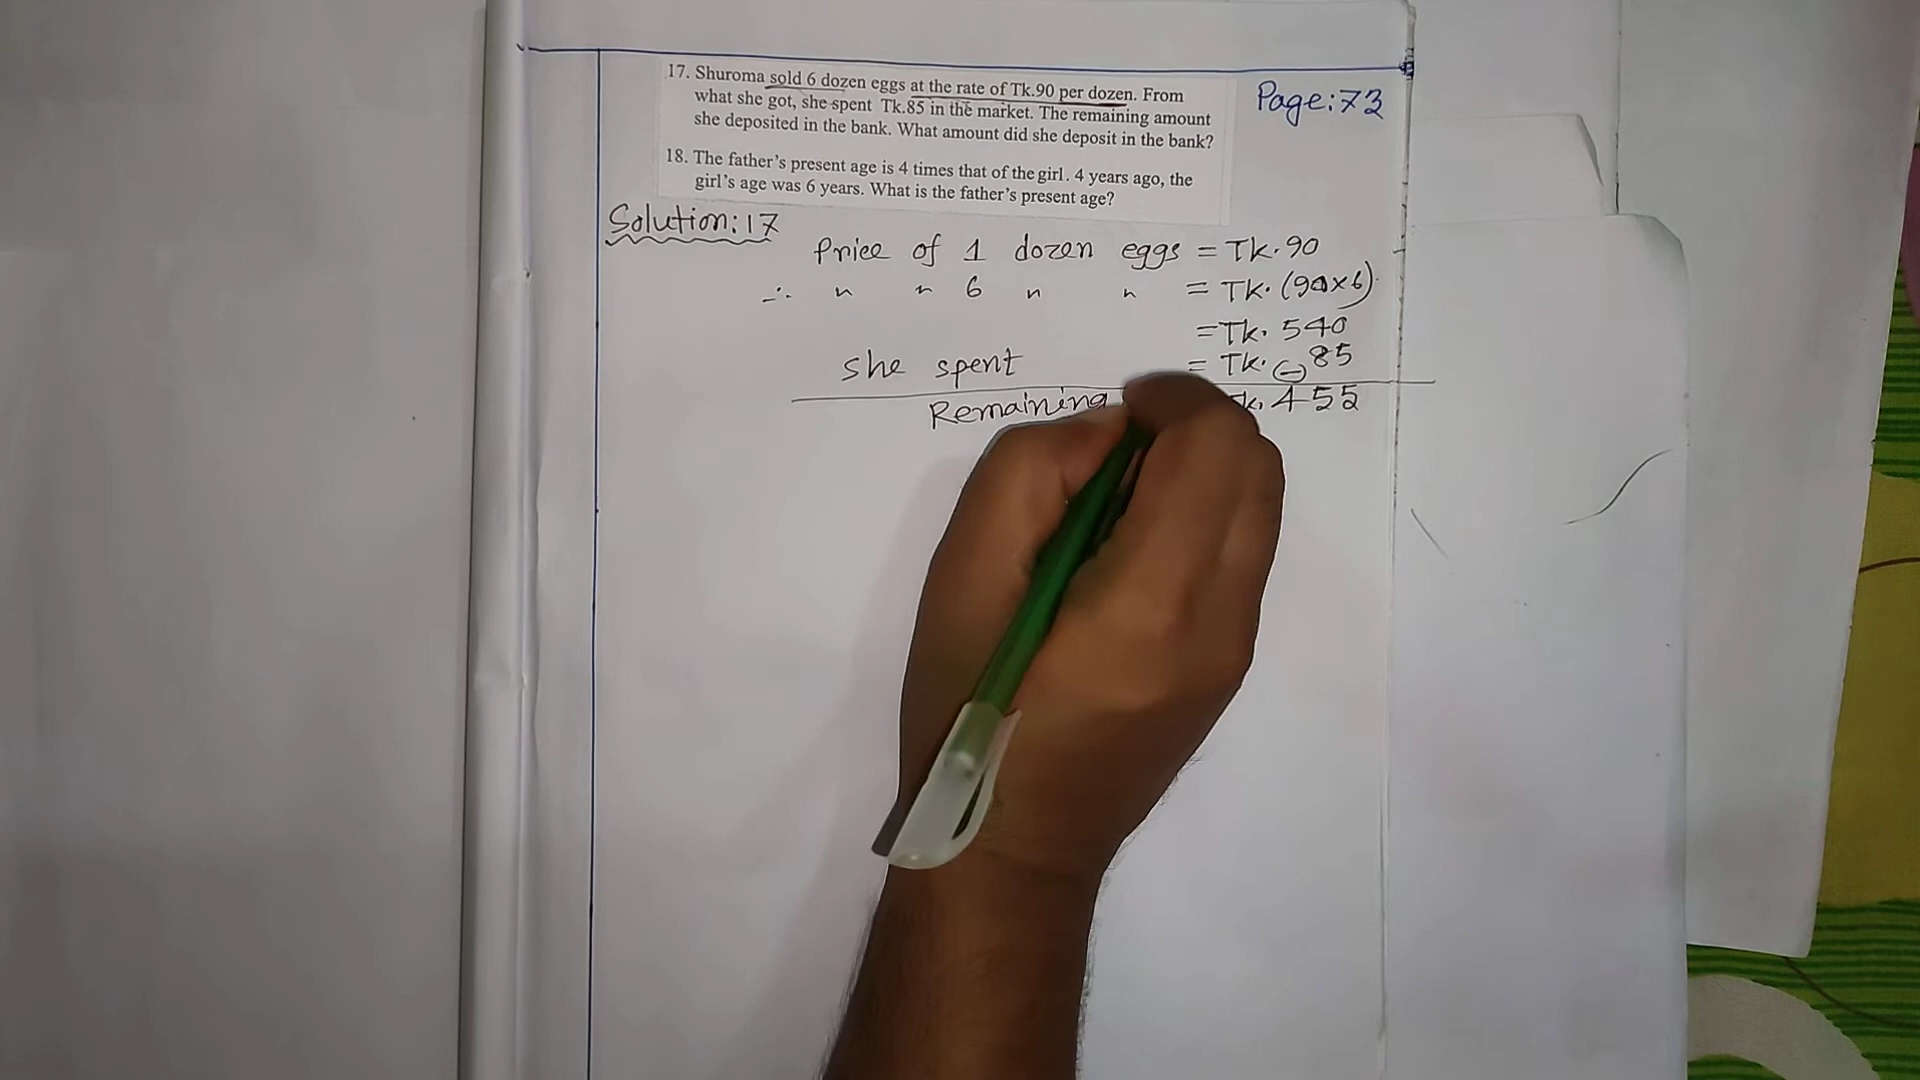 17. Shuroma sold 6 dozen eggs at the rate of Tk.90 per dozen. From
what she got, she spent Tk.85 in the market. The remaining amount
she deposited in the bank. What amount did she deposit in the bank?
Page:73
18. The father's present age is 4 times that of the girl. 4 years ago, the
girl's age was 6 years. What is the father's present age?
Solution:17
Price of 1 dozen eggs = Tk.90
∴ " " 6 " " = Tk.(90×6)
=Tk. 540
She spent = Tk. (-) 85
Remaining Tk. 455